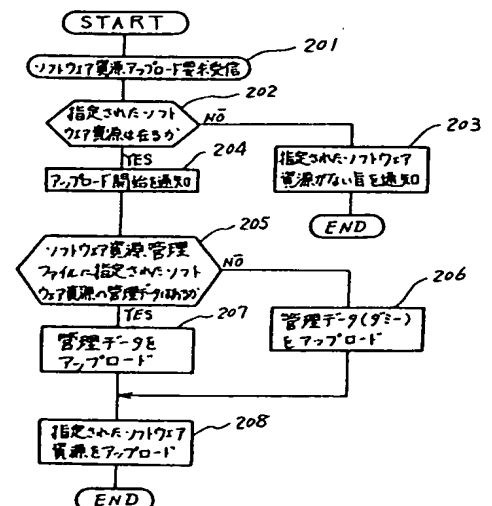 START
201
ソフトウェア資源アップロード要求受信
202
指定されたソフト
ウェア資源は在るか
NO
203
指定されたソフトウェア
資源がない旨を通知
END
YES
204
アップロード開始を通知
205
ソフトウェア資源管理
ファイルに指定されたソフト
ウェア資源の管理データはあるか
NO
206
管理データ(ダミー)
をアップロード
YES
207
管理データを
アップロード
208
指定されたソフトウェア
資源をアップロード
END